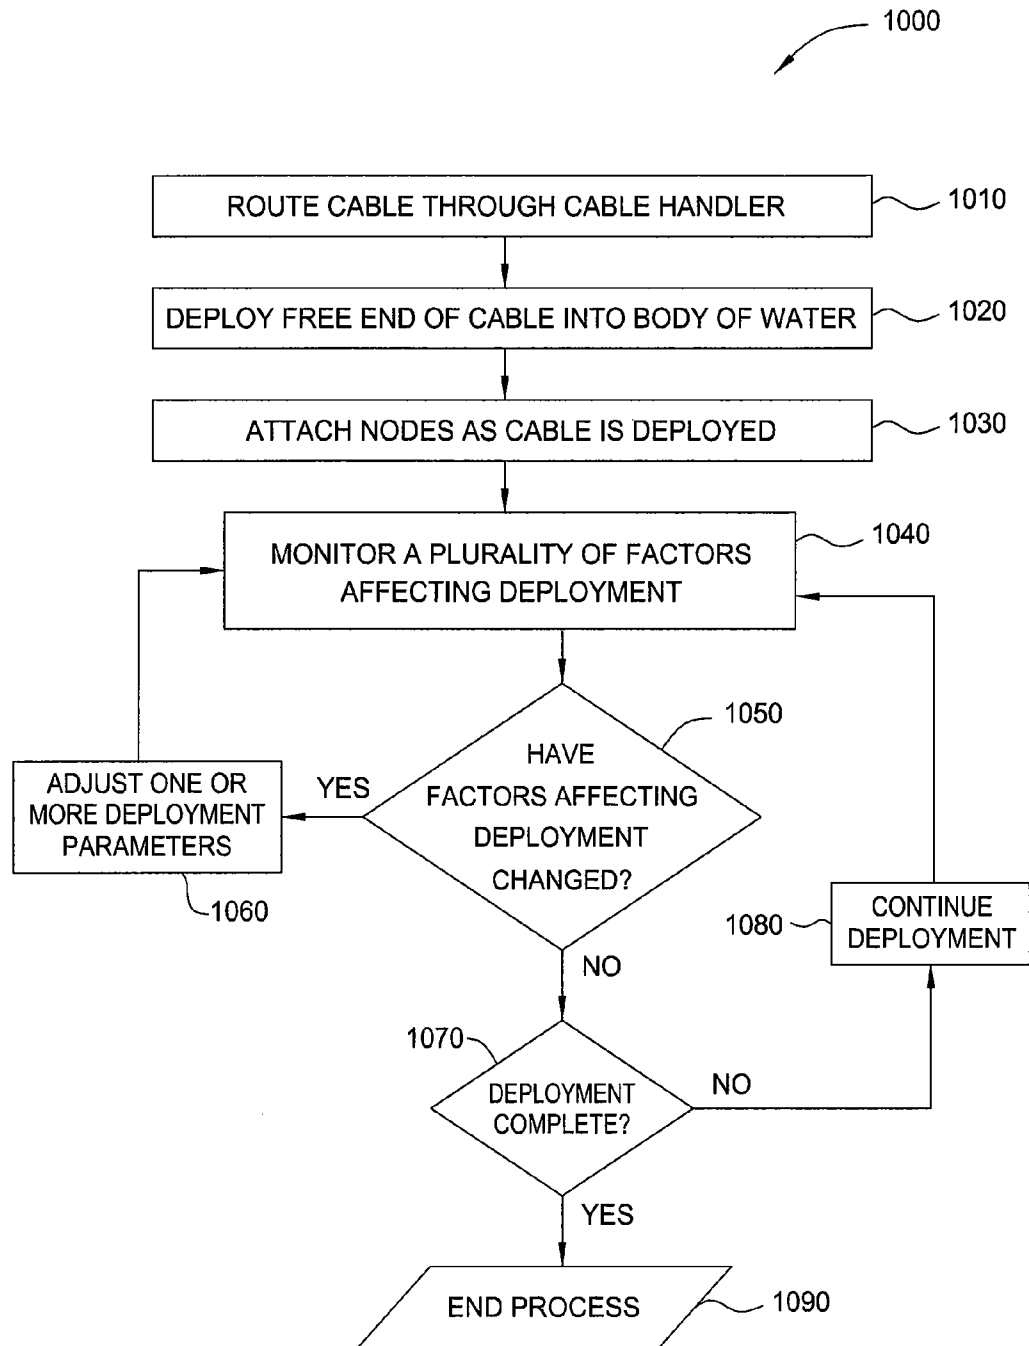 1000
ROUTE CABLE THROUGH CABLE HANDLER
1010
DEPLOY FREE END OF CABLE INTO BODY OF WATER
1020
ATTACH NODES AS CABLE IS DEPLOYED
1030
MONITOR A PLURALITY OF FACTORS
AFFECTING DEPLOYMENT
1040
HAVE
FACTORS AFFECTING
DEPLOYMENT
CHANGED?
1050
YES
ADJUST ONE OR
MORE DEPLOYMENT
PARAMETERS
1060
NO
CONTINUE
DEPLOYMENT
1080
DEPLOYMENT
COMPLETE?
1070
NO
YES
END PROCESS
1090